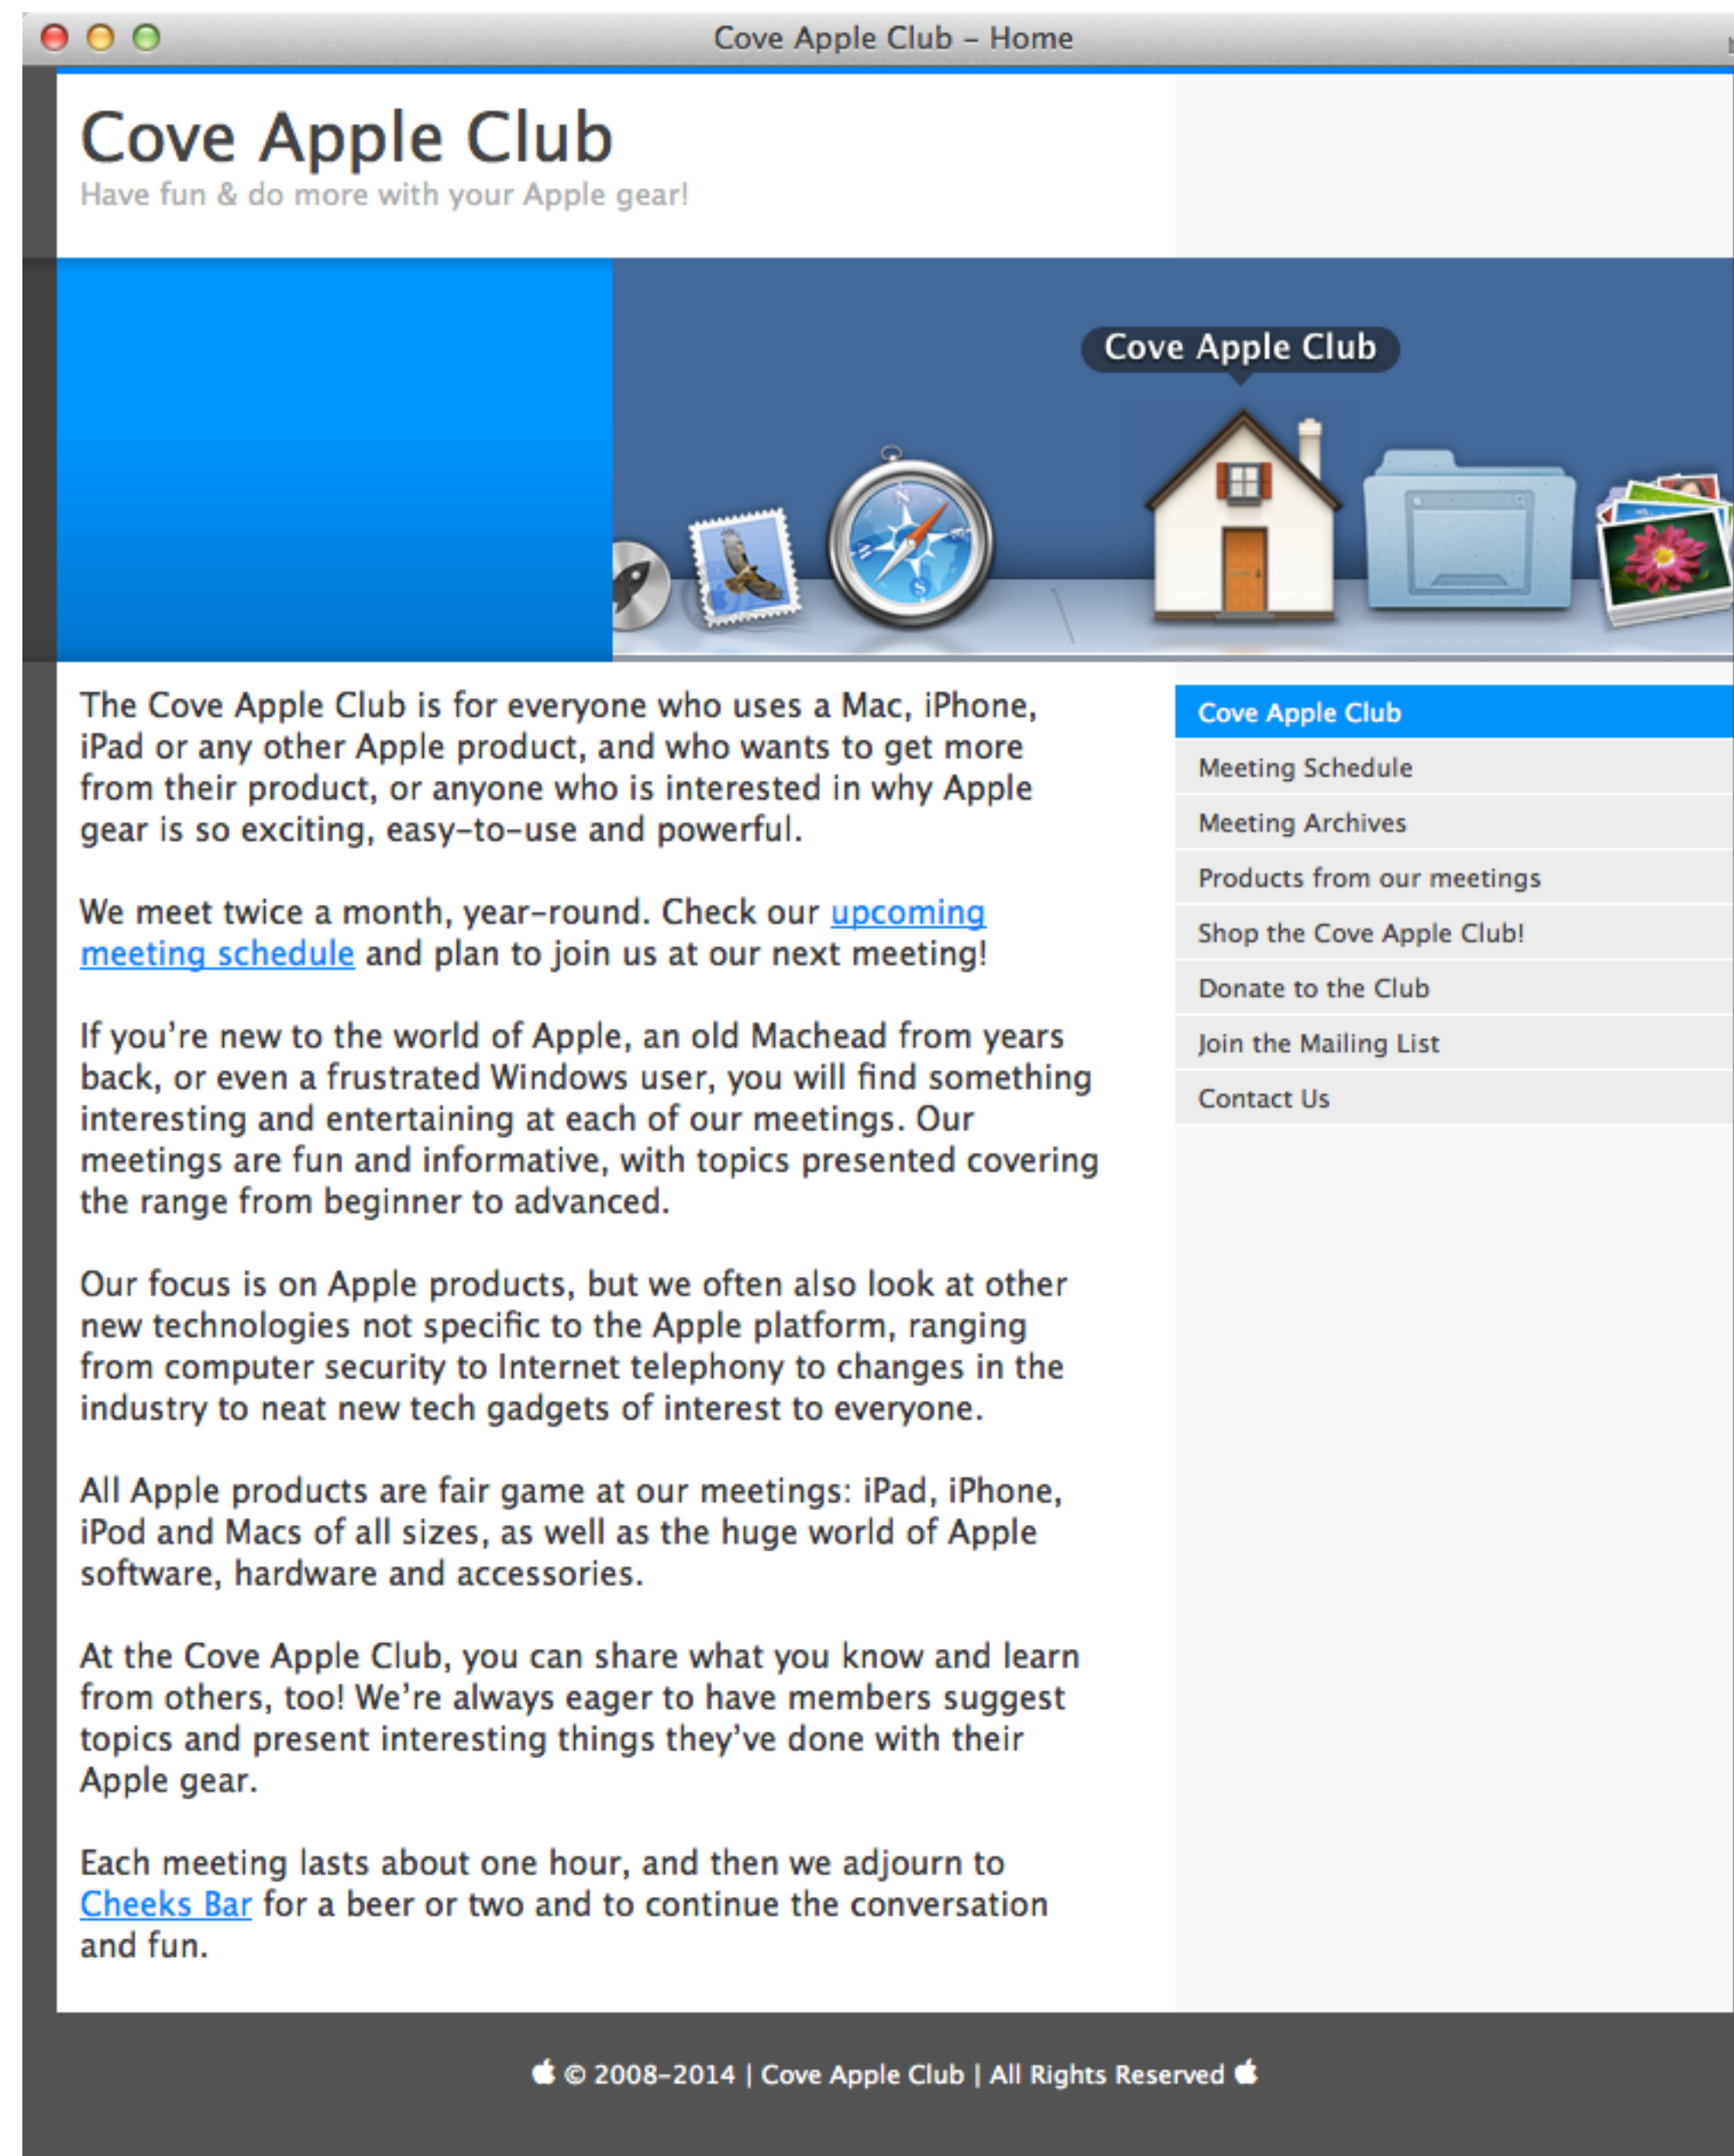 Cove Apple Club – Home
Cove Apple Club
Have fun & do more with your Apple gear!
Cove Apple Club
The Cove Apple Club is for everyone who uses a Mac, iPhone,
iPad or any other Apple product, and who wants to get more
from their product, or anyone who is interested in why Apple
gear is so exciting, easy-to-use and powerful.
We meet twice a month, year-round. Check our upcoming
meeting schedule and plan to join us at our next meeting!
If you're new to the world of Apple, an old Machead from years
back, or even a frustrated Windows user, you will find something
interesting and entertaining at each of our meetings. Our
meetings are fun and informative, with topics presented covering
the range from beginner to advanced.
Our focus is on Apple products, but we often also look at other
new technologies not specific to the Apple platform, ranging
from computer security to Internet telephony to changes in the
industry to neat new tech gadgets of interest to everyone.
All Apple products are fair game at our meetings: iPad, iPhone,
iPod and Macs of all sizes, as well as the huge world of Apple
software, hardware and accessories.
At the Cove Apple Club, you can share what you know and learn
from others, too! We're always eager to have members suggest
topics and present interesting things they've done with their
Apple gear.
Each meeting lasts about one hour, and then we adjourn to
Cheeks Bar for a beer or two and to continue the conversation
and fun.
Cove Apple Club
Meeting Schedule
Meeting Archives
Products from our meetings
Shop the Cove Apple Club!
Donate to the Club
Join the Mailing List
Contact Us
© 2008-2014 | Cove Apple Club | All Rights Reserved